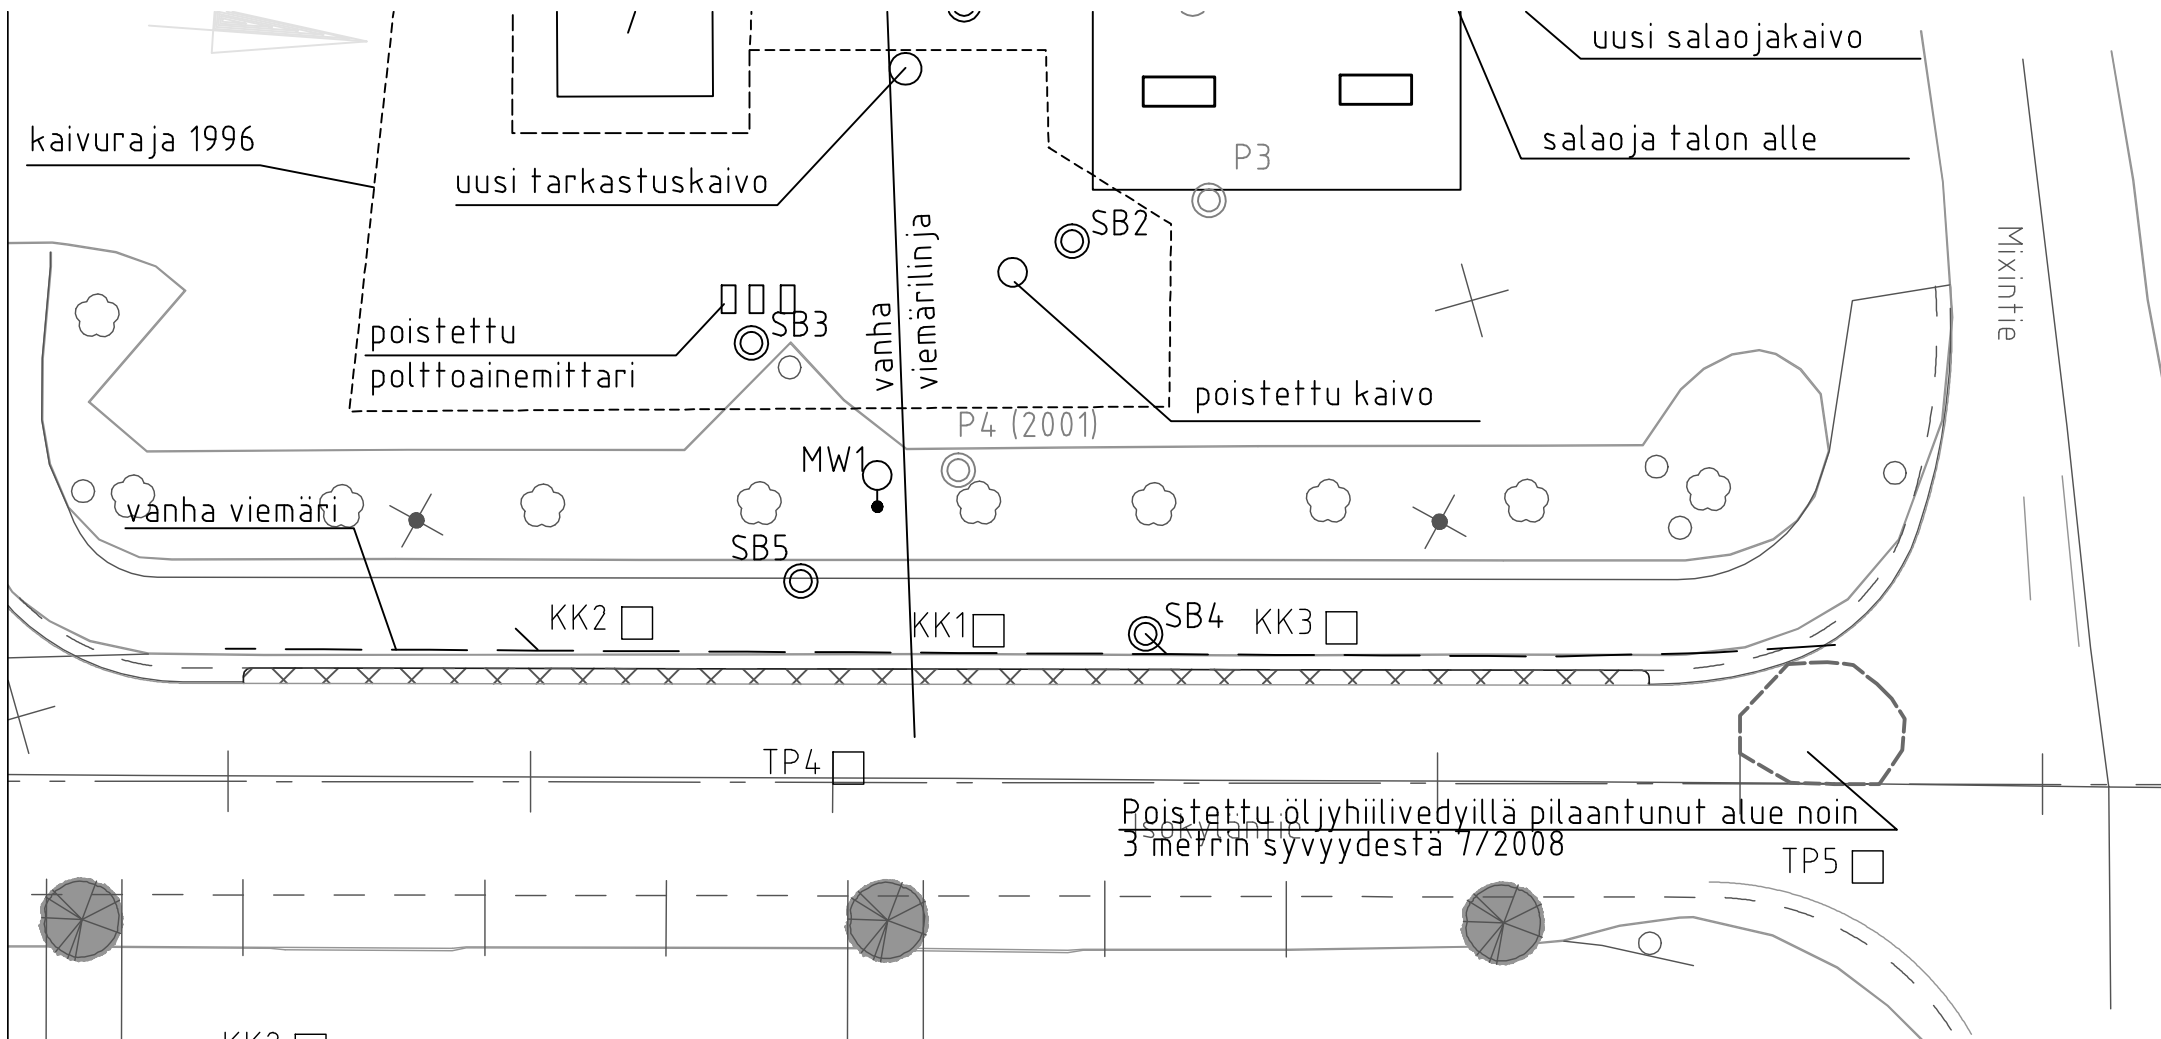 uusi salaojakaivo
kaivuraja 1996
salaoja talon alle
P3
uusi tarkastuskaivo
SB2
vanha
viemärilinja
Mixintie
SB3
poistettu
polttoainemittari
poistettu kaivo
P4 (2001)
MW1
vanha viemäri
SB5
KK2
KK1
SB4
KK3
TP4
Poistettu öljyhiilivedyillä pilaantunut alue noin
Isokyläntie
3 metrin syvyydestä 7/2008
TP5